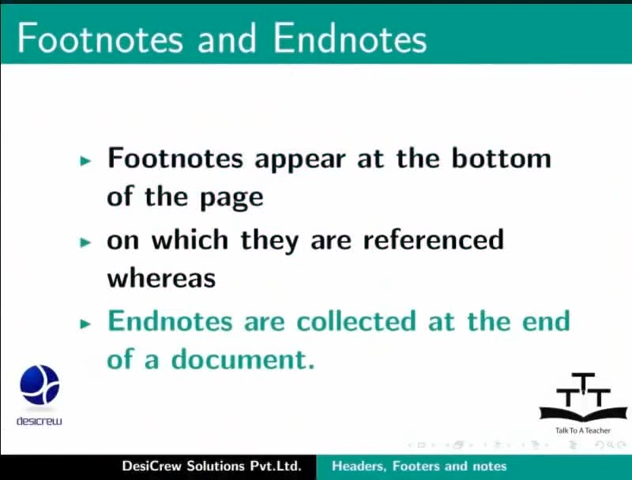 Footnotes and Endnotes
Footnotes appear at the bottom
of the page
on which they are referenced
whereas
Endnotes are collected at the end
of a document.
desicrew
TTT
Talk To A Teacher
DesiCrew Solutions Pvt.Ltd.
Headers, Footers and notes